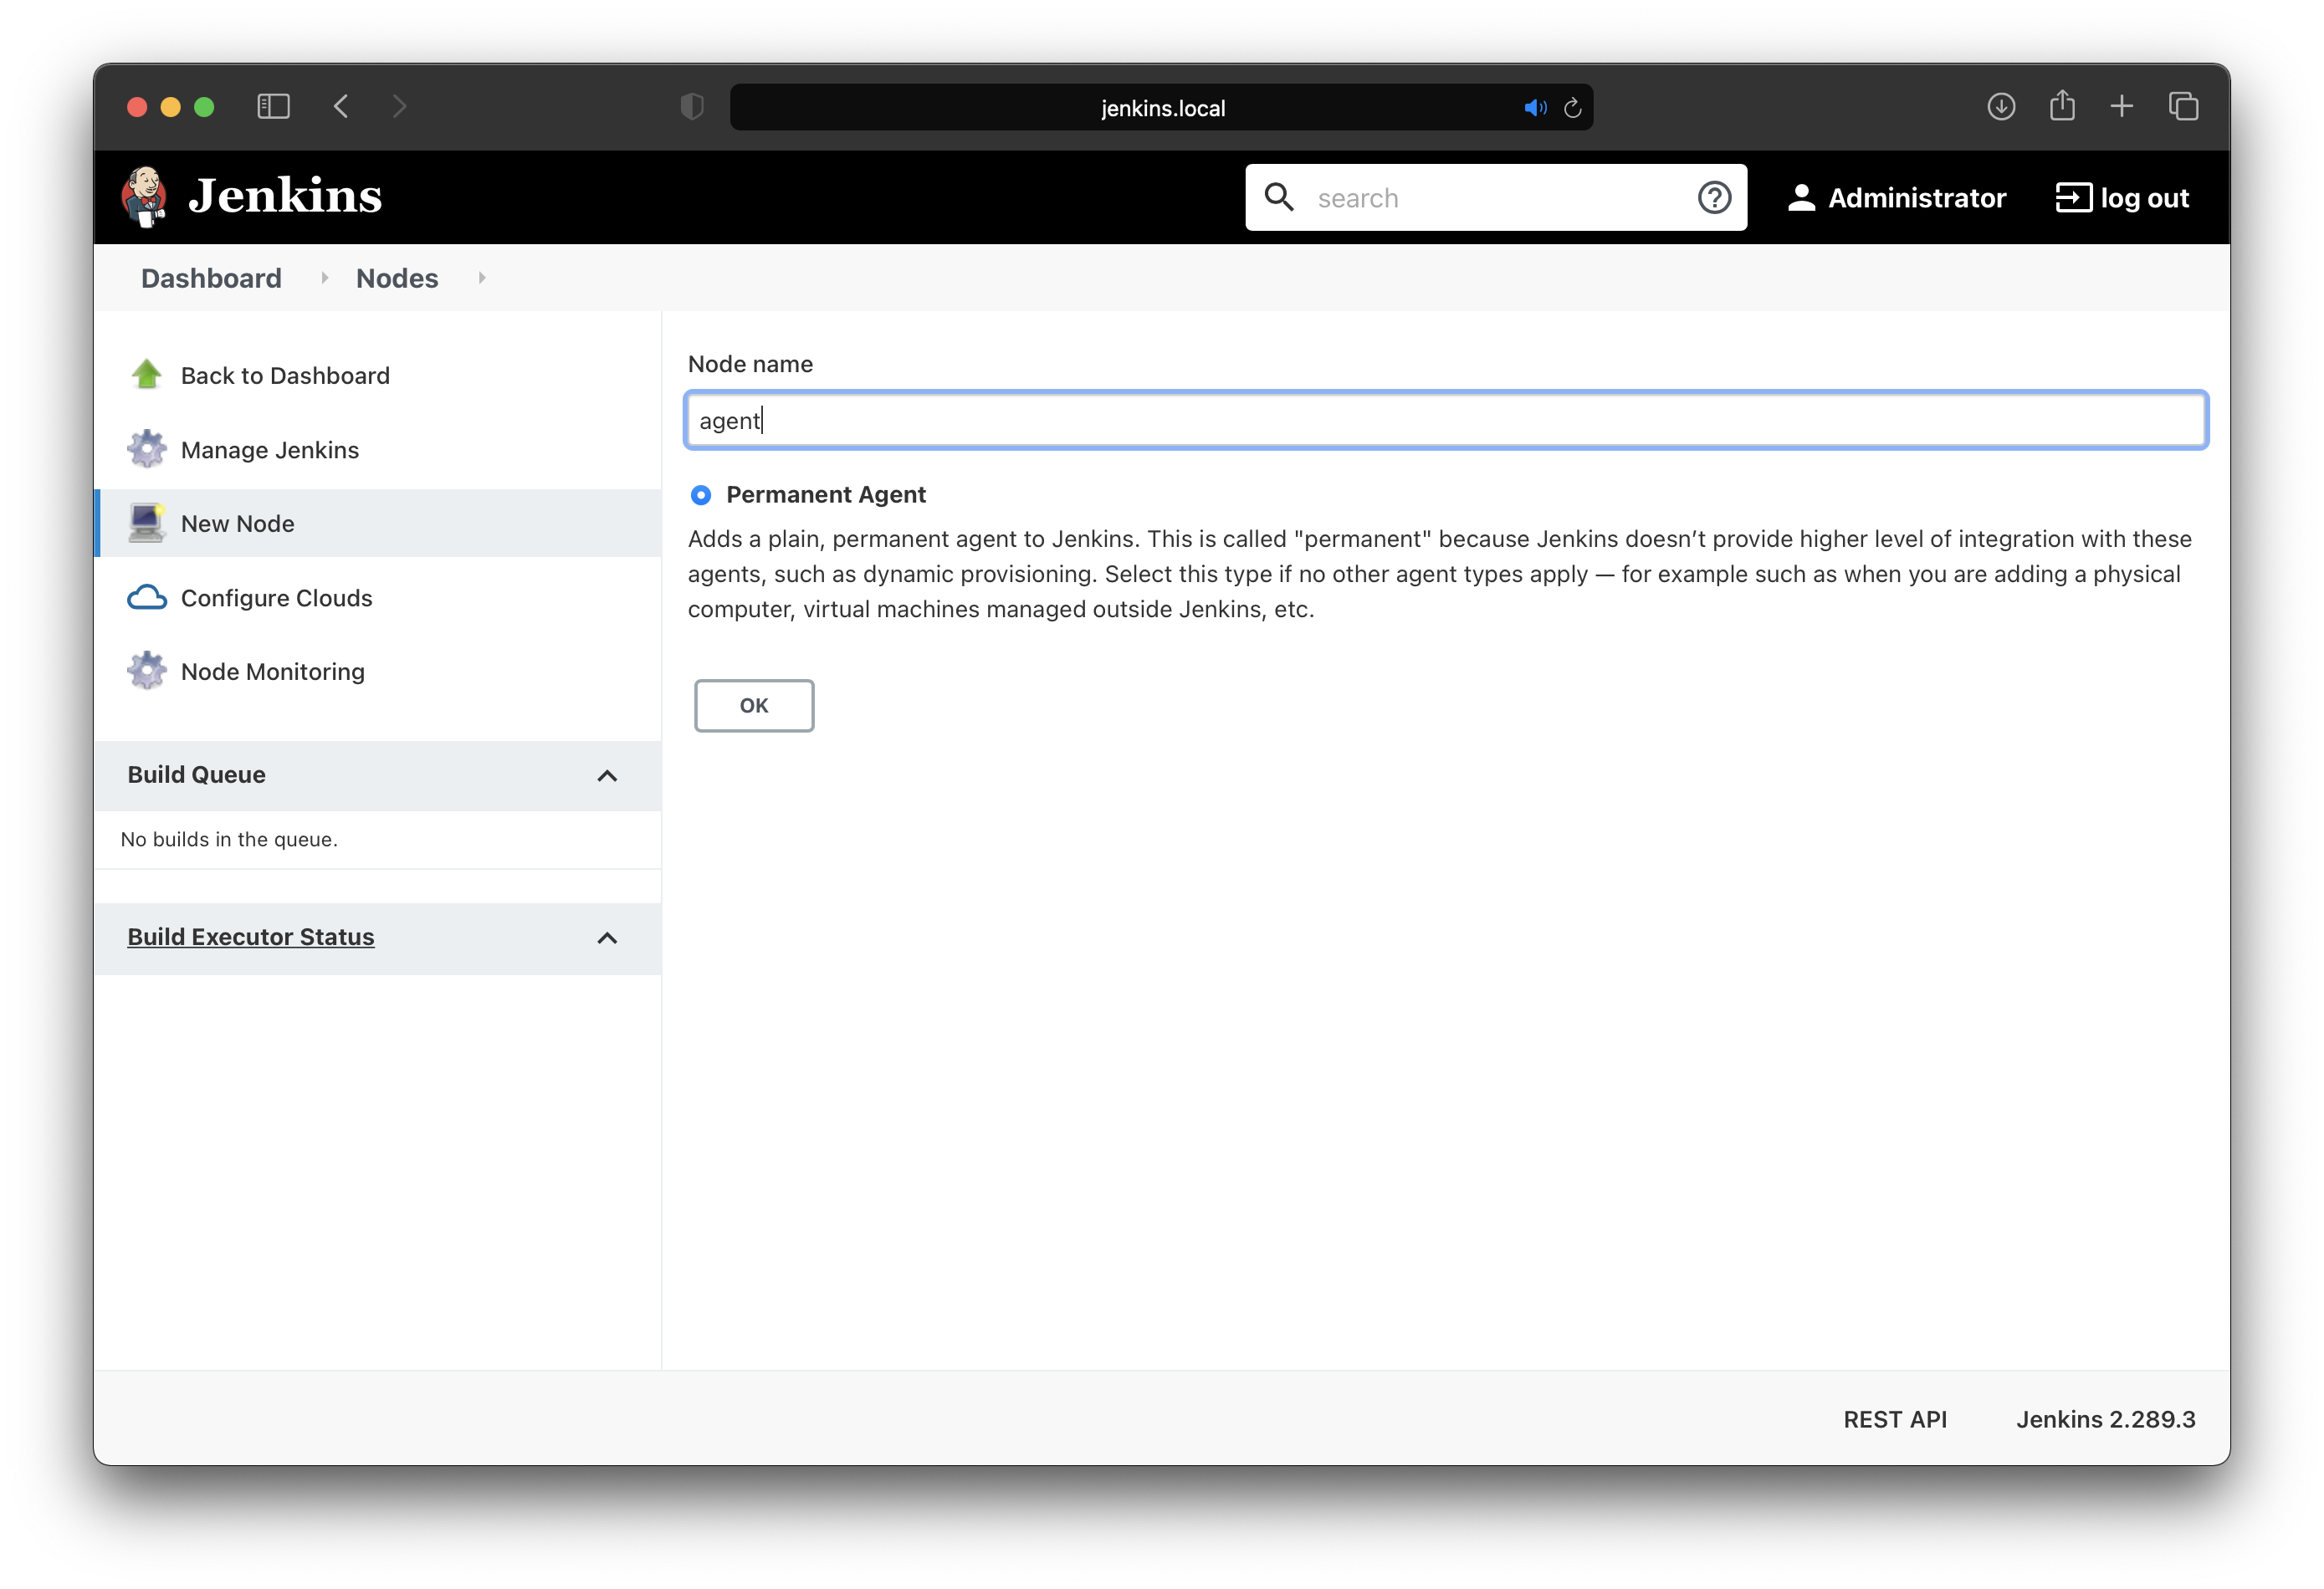 jenkins.local
Jenkins
search
Administrator
log out
Dashboard
Nodes
Back to Dashboard
Manage Jenkins
New Node
Configure Clouds
Node Monitoring
Build Queue
No builds in the queue.
Build Executor Status
Node name
agent
Permanent Agent
Adds a plain, permanent agent to Jenkins. This is called "permanent" because Jenkins doesn’t provide higher level of integration with these
agents, such as dynamic provisioning. Select this type if no other agent types apply — for example such as when you are adding a physical
computer, virtual machines managed outside Jenkins, etc.
OK
REST API
Jenkins 2.289.3